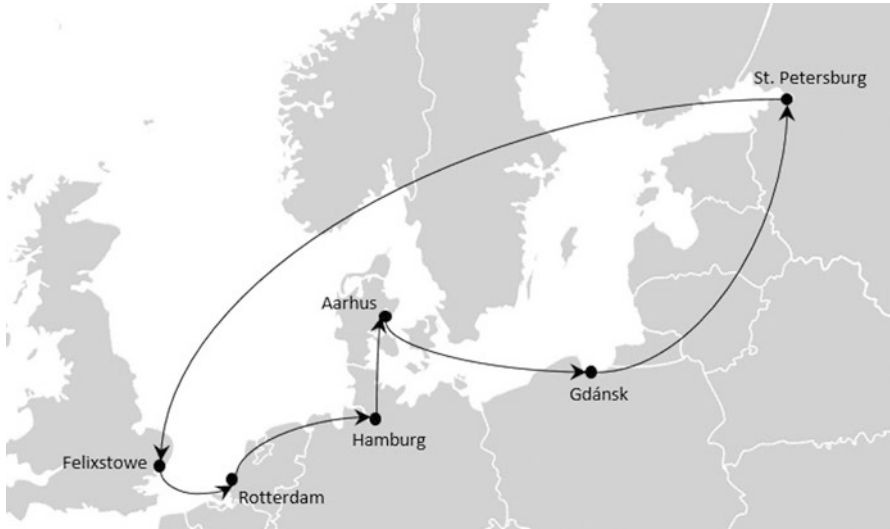 St. Petersburg
Aarhus
Gdánsk
Hamburg
Felixstowe
Rotterdam